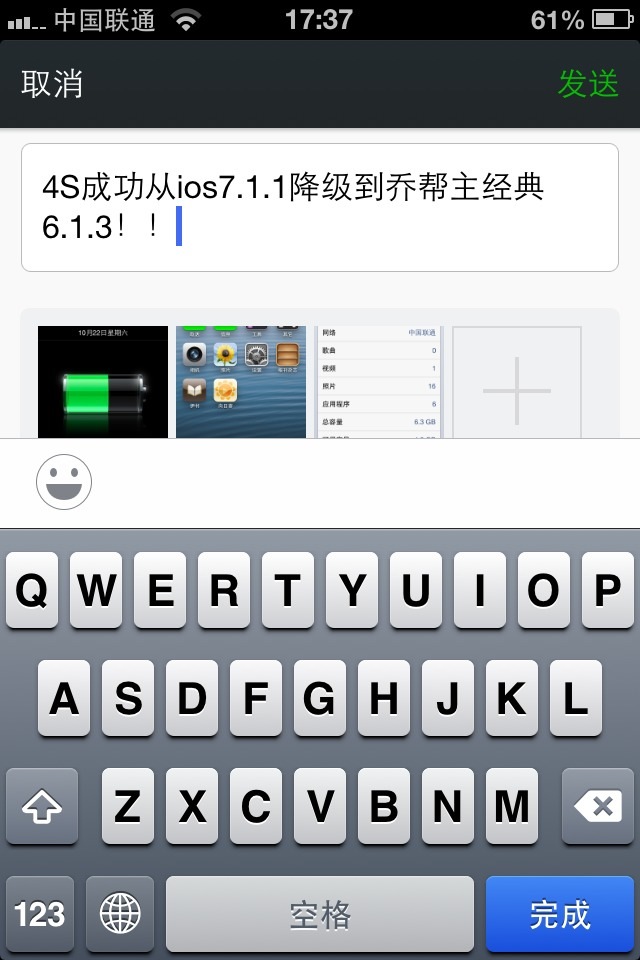 中国联通 17:37 61%
取消 发送
4S成功从ios7.1.1降级到乔帮主经典
6.1.3！！
10月22日星期六
网络 中国联通
歌曲 0
视频 1
照片 16
应用程序 6
总容量 6.3 GB
Q W E R T Y U I O P
A S D F G H J K L
Z X C V B N M
123 空格 完成